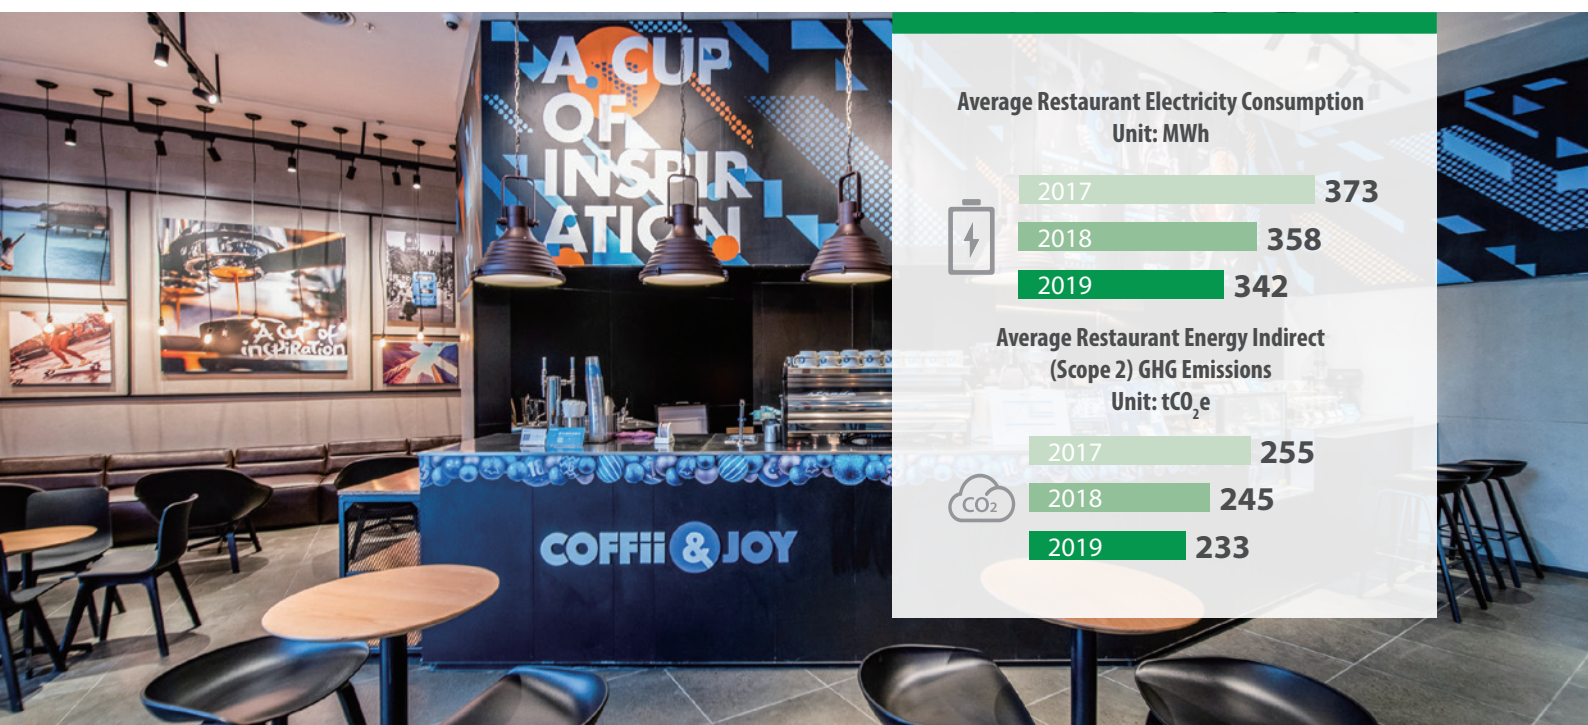 A CUP
OF
INSPIR
ATION
A Cup of
inspiration
COFFii & JOY
Average Restaurant Electricity Consumption
Unit: MWh
2017 373
2018 358
2019 342
Average Restaurant Energy Indirect
(Scope 2) GHG Emissions
Unit: tCO₂e
CO₂
2017 255
2018 245
2019 233